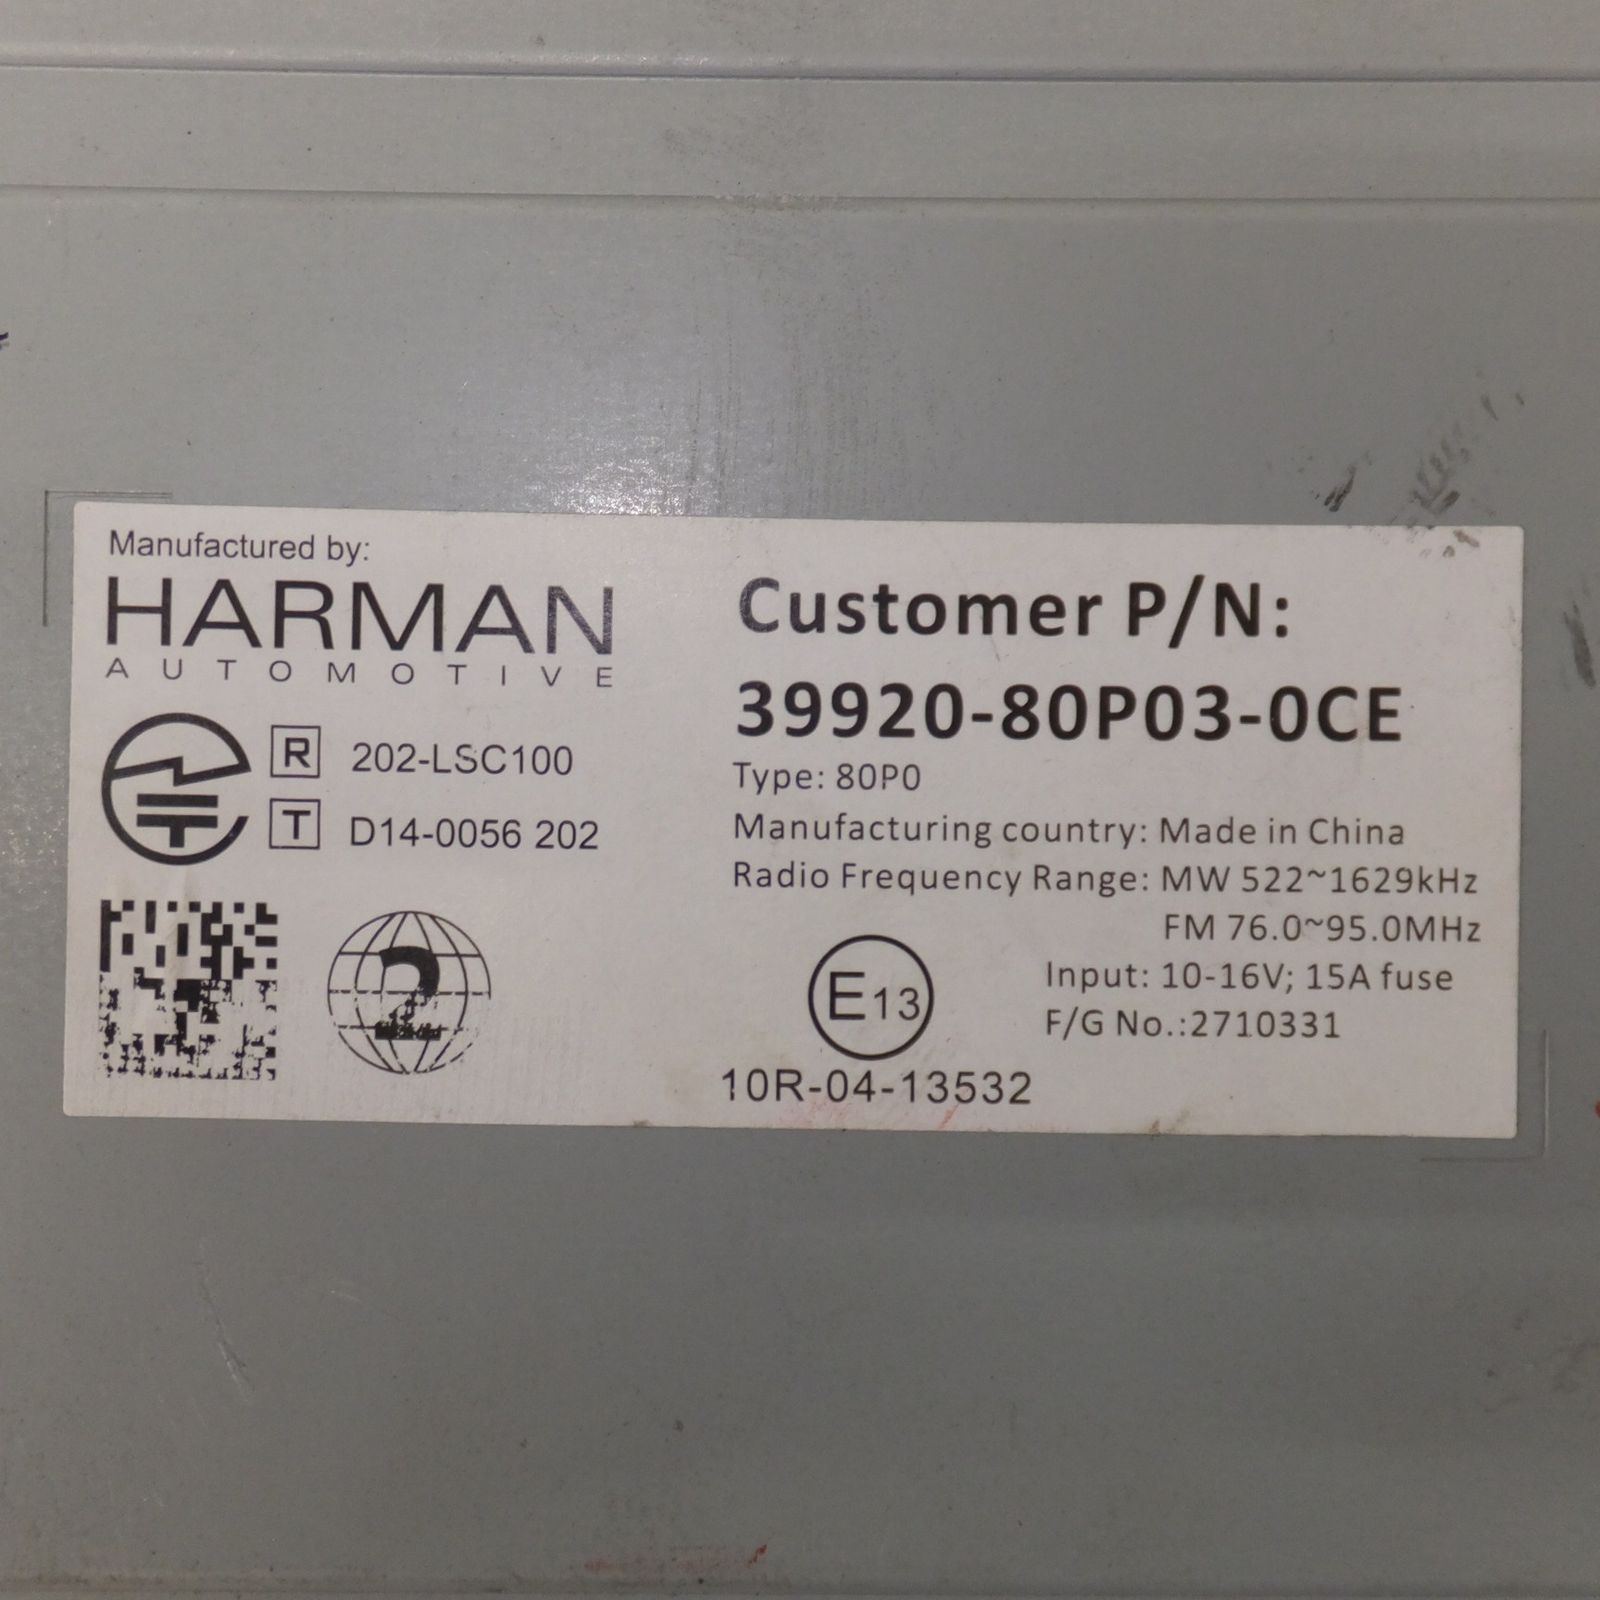 Manufactured by:
HARMAN
AUTOMOTIVE
R 202-LSC100
T D14-0056 202
2
Customer P/N:
39920-80P03-0CE
Type: 80P0
Manufacturing country: Made in China
Radio Frequency Range: MW 522~1629kHz
FM 76.0~95.0MHz
Input: 10-16V; 15A fuse
F/G No.:2710331
E13
10R-04-13532